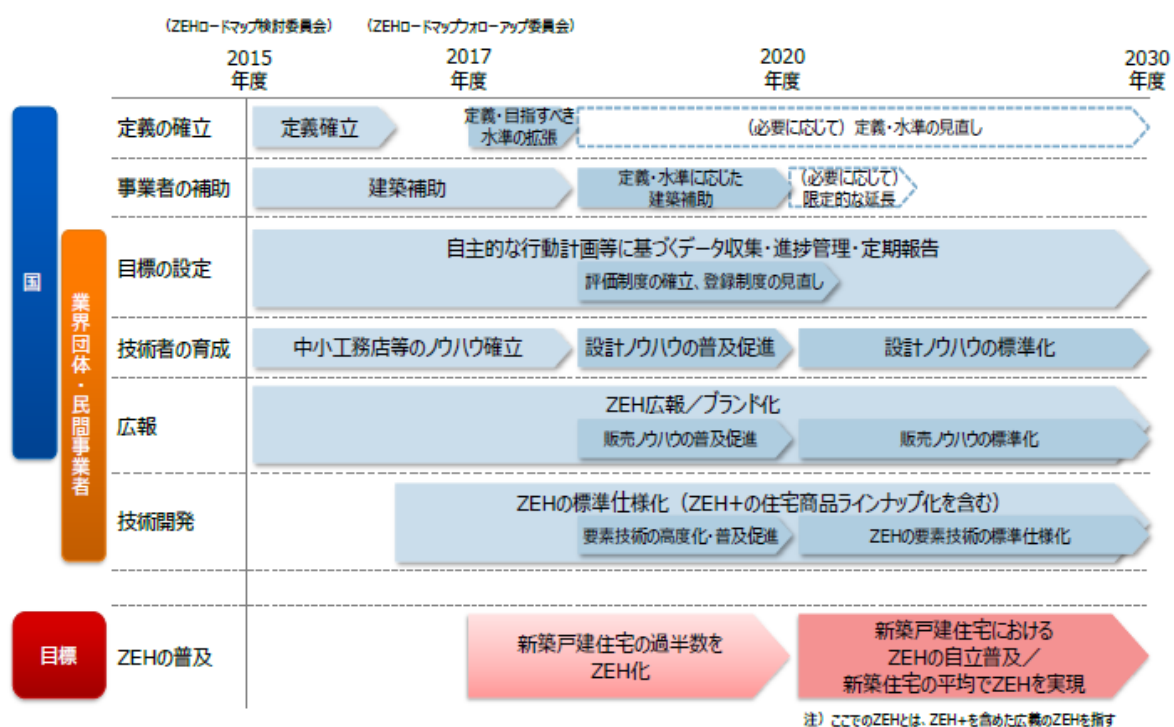 （ZEHロードマップ検討委員会）
（ZEHロードマップフォローアップ委員会）
2015
年度
2017
年度
2020
年度
2030
年度
国
業界団体・民間事業者
定義の確立
定義確立
定義・目指すべき
水準の拡張
（必要に応じて）定義・水準の見直し
事業者の補助
建築補助
定義・水準に応じた
建築補助
（必要に応じて）
限定的な延長
目標の設定
自主的な行動計画等に基づくデータ収集・進捗管理・定期報告
評価制度の確立、登録制度の見直し
技術者の育成
中小工務店等のノウハウ確立
設計ノウハウの普及促進
設計ノウハウの標準化
広報
ZEH広報／ブランド化
販売ノウハウの普及促進
販売ノウハウの標準化
技術開発
ZEHの標準仕様化（ZEH+の住宅商品ラインナップ化を含む）
要素技術の高度化・普及促進
ZEHの要素技術の標準仕様化
目標
ZEHの普及
新築戸建住宅の過半数を
ZEH化
新築戸建住宅における
ZEHの自立普及／
新築住宅の平均でZEHを実現
注）ここでのZEHとは、ZEH+を含めた広義のZEHを指す